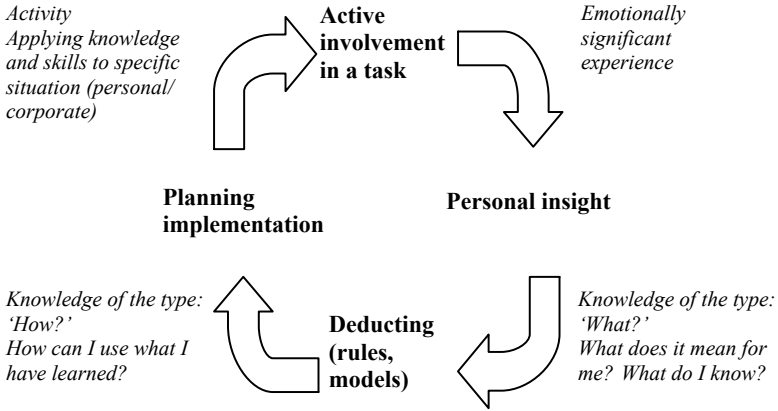 Activity
Applying knowledge
and skills to specific
situation (personal/
corporate)
Active
involvement
in a task
Emotionally
significant
experience
Planning
implementation
Personal insight
Knowledge of the type:
‘How?’
How can I use what I
have learned?
Deducting
(rules,
models)
Knowledge of the type:
‘What?’
What does it mean for
me?  What do I know?